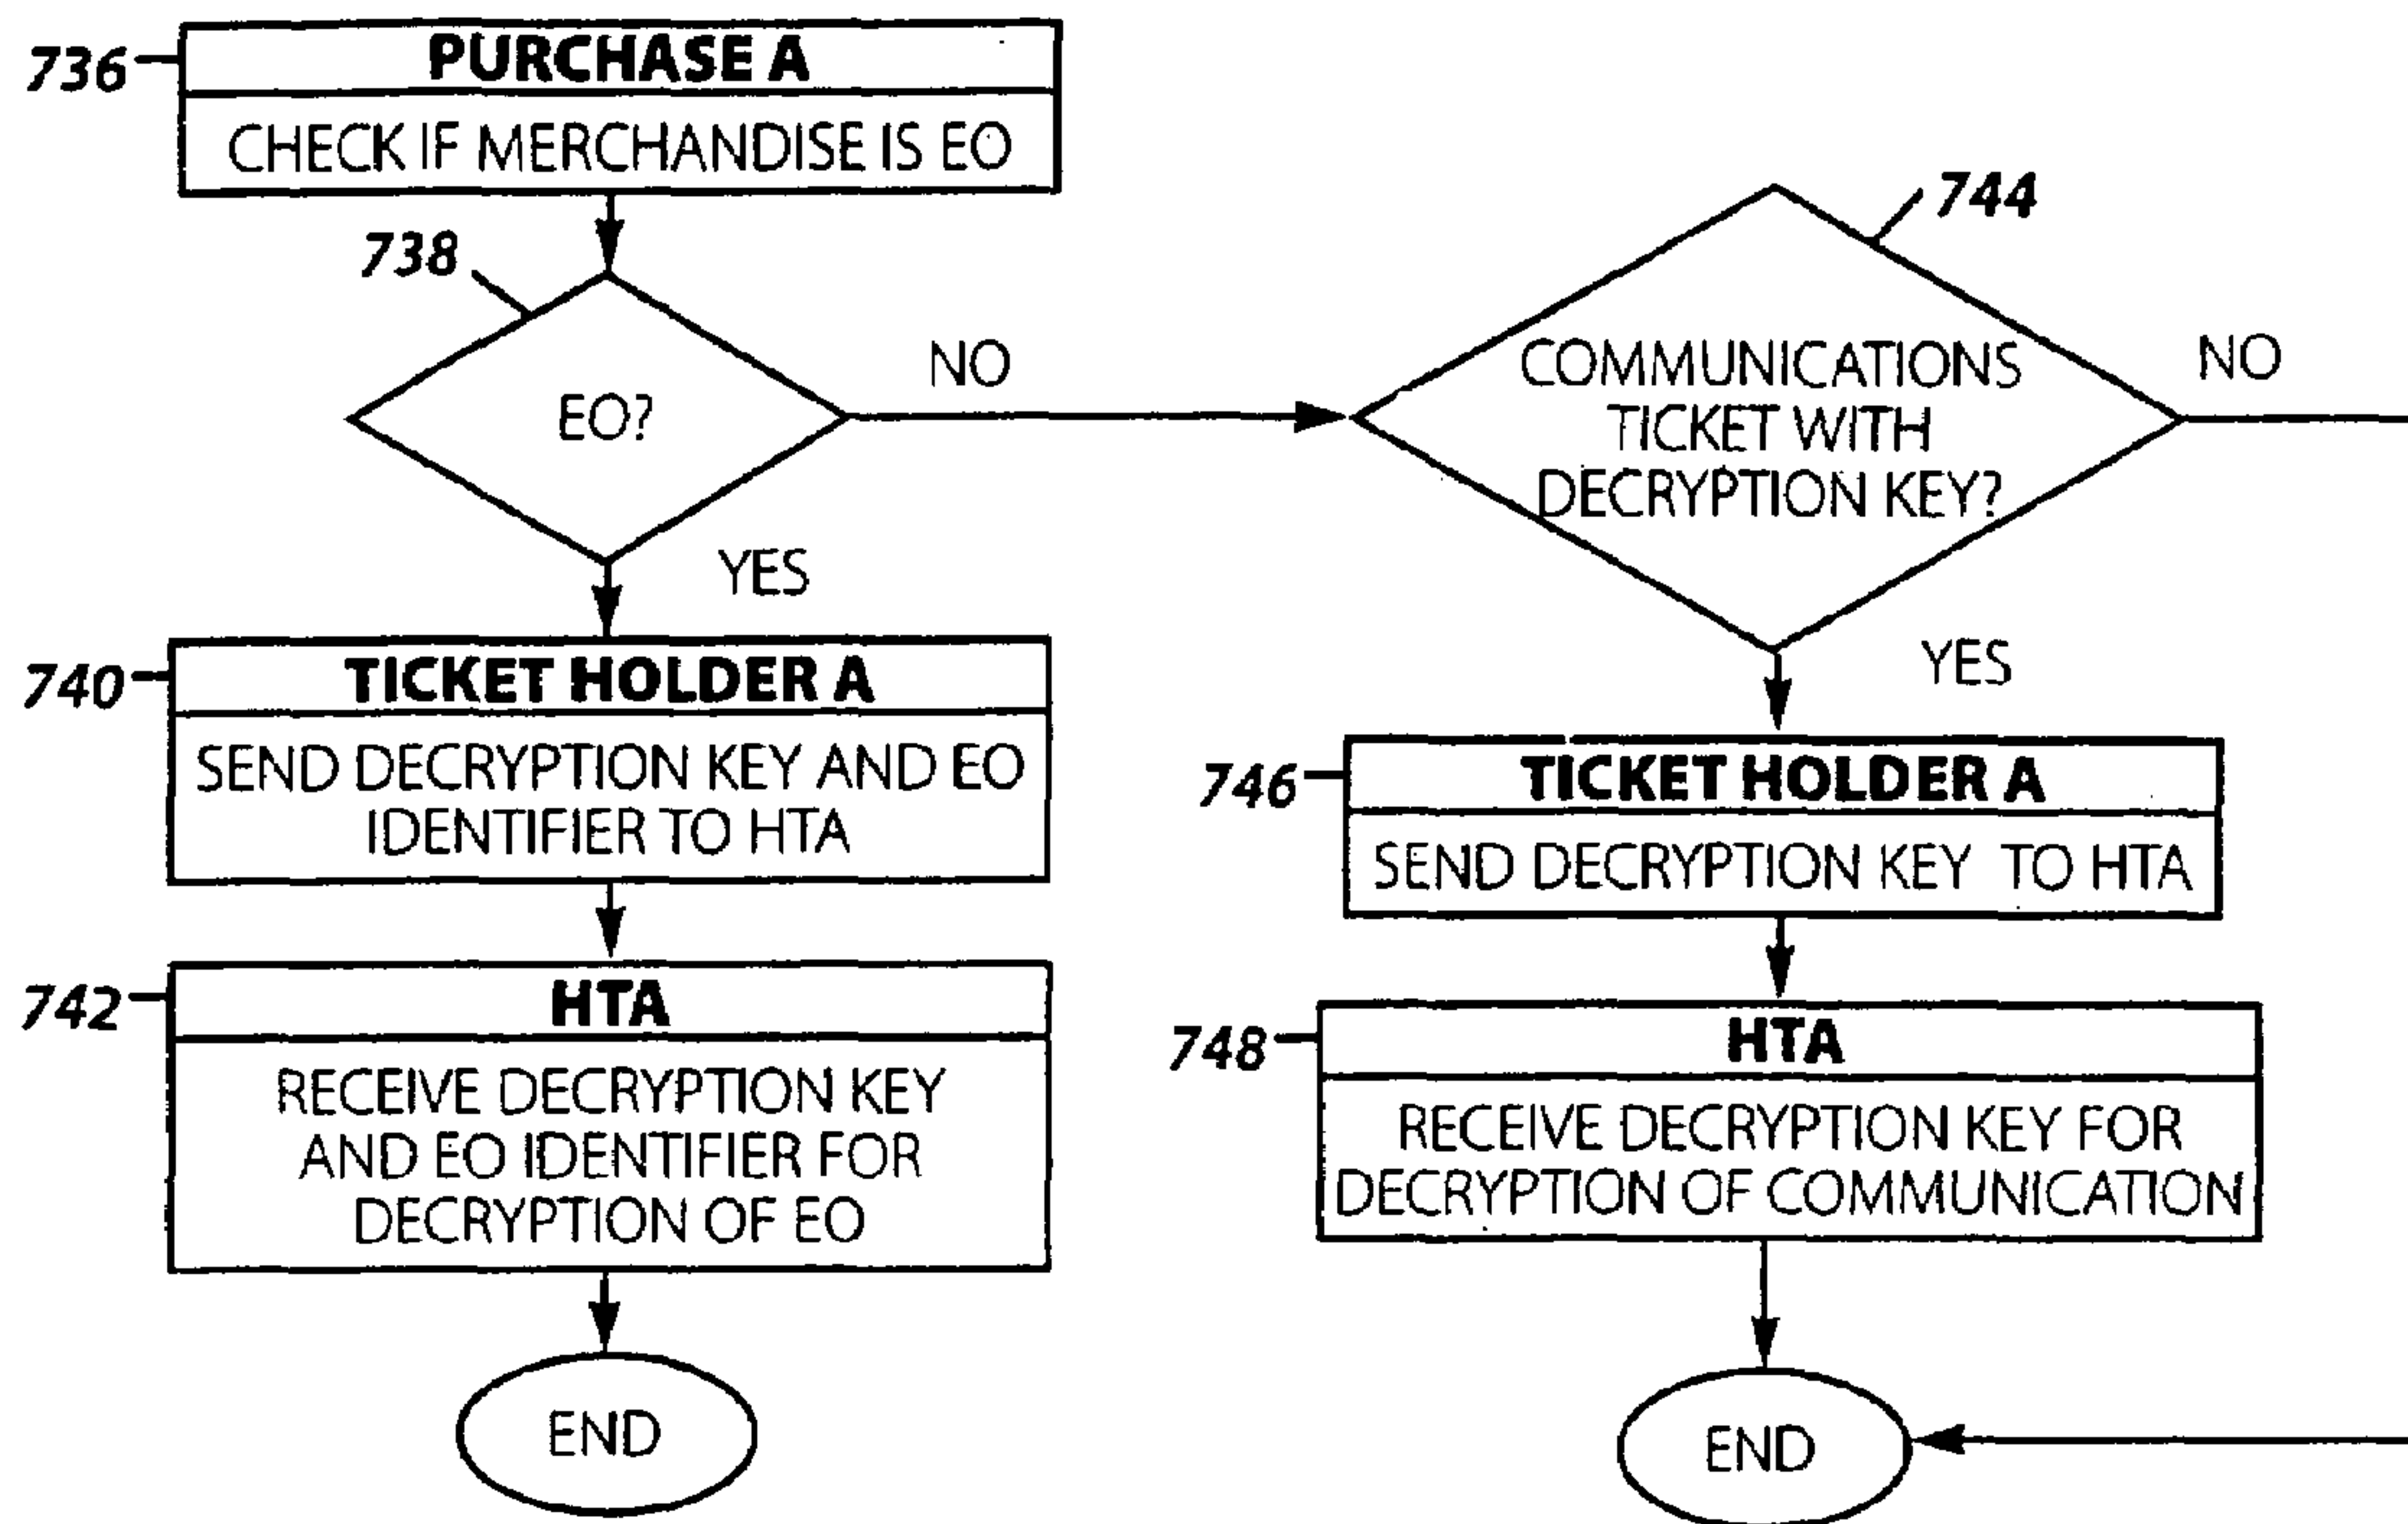 736
PURCHASE A
CHECK IF MERCHANDISE IS EO
738
EO?
NO
YES
740
TICKET HOLDER A
SEND DECRYPTION KEY AND EO
IDENTIFIER TO HTA
742
HTA
RECEIVE DECRYPTION KEY
AND EO IDENTIFIER FOR
DECRYPTION OF EO
END
744
COMMUNICATIONS
TICKET WITH
DECRYPTION KEY?
NO
YES
746
TICKET HOLDER A
SEND DECRYPTION KEY TO HTA
748
HTA
RECEIVE DECRYPTION KEY FOR
DECRYPTION OF COMMUNICATION
END